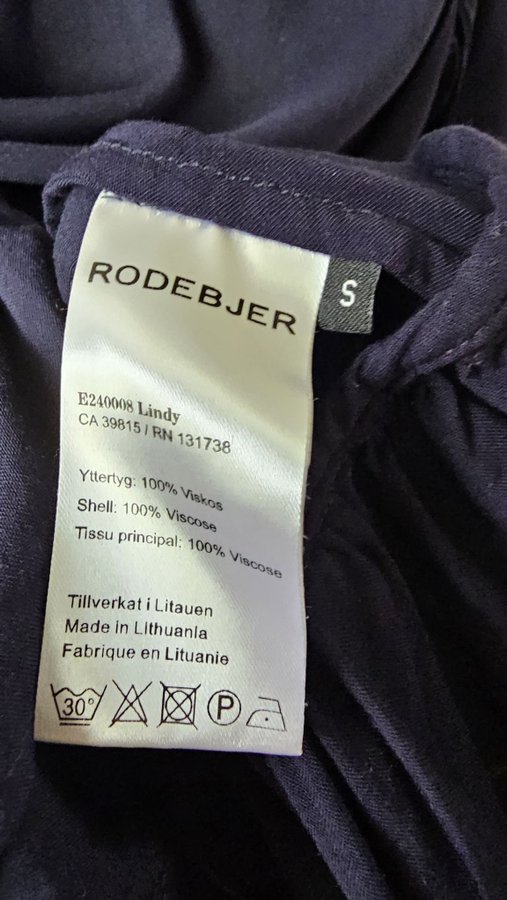 RODEBJER
S
E240008 Lindy
CA 39815 / RN 131738
Yttertyg: 100% Viskos
Shell: 100% Viscose
Tissu principal: 100% Viscose
Tillverkat i Litauen
Made in Lithuania
Fabrique en Lituanie
30°
P